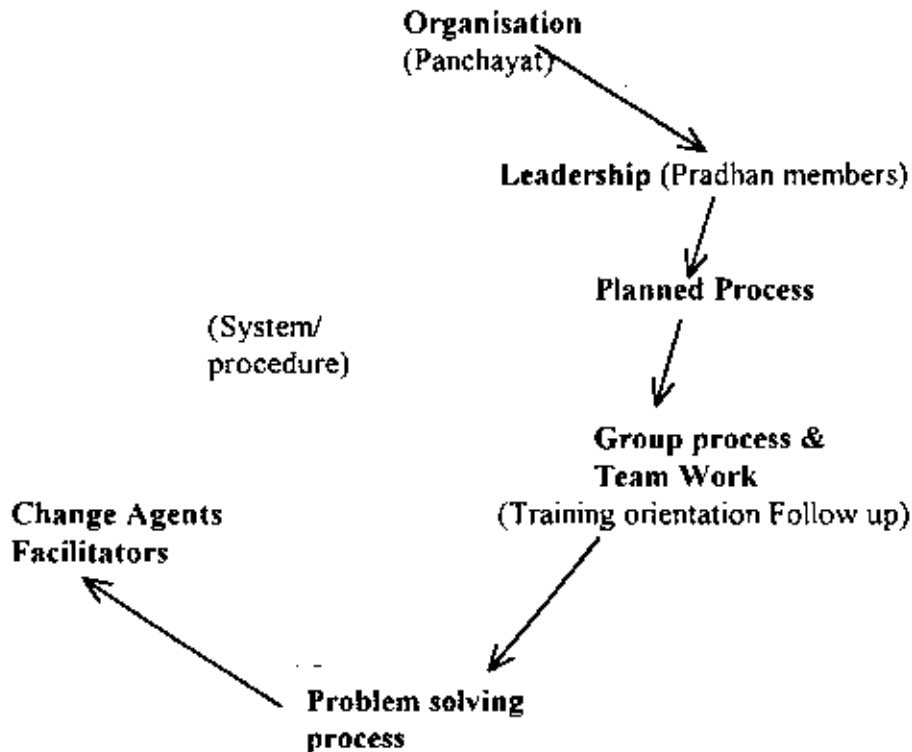 Organisation
(Panchayat)
Leadership (Pradhan members)
Planned Process
(System/
procedure)
Group process &
Team Work
(Training orientation Follow up)
Change Agents
Facilitators
Problem solving
process